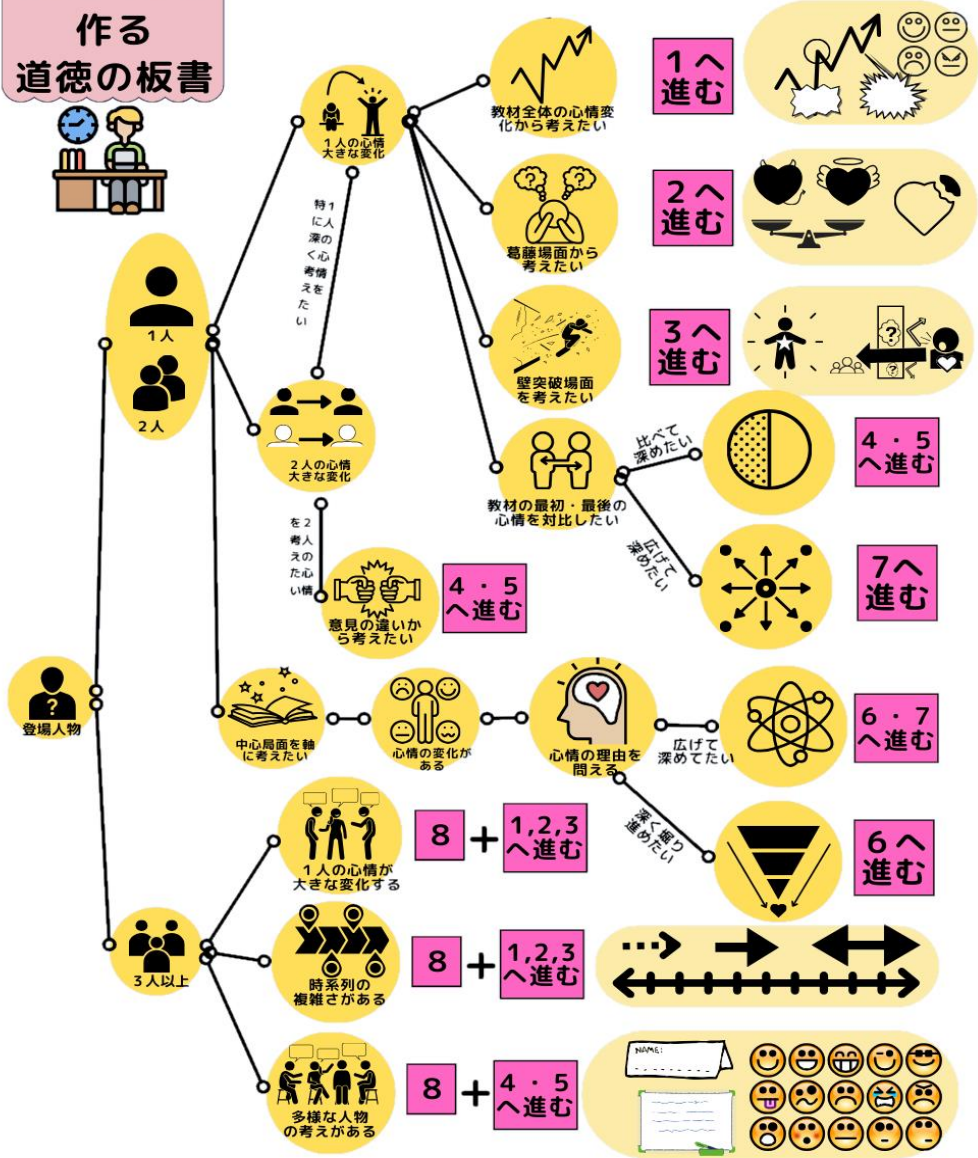 作る
道徳の板書
1人の心情
大きな変化
教材全体の心情変
化から考えたい
1へ
進む
葛藤場面から
考えたい
2へ
進む
1人の心情を
特に深く考えたい
壁突破場面
を考えたい
3へ
進む
1人
2人
2人の心情
大きな変化
教材の最初・最後の
心情を対比したい
比べて
深めたい
4・5
へ進む
広げて
深めたい
7へ
進む
2人の心情
を考えたい
意見の違いか
ら考えたい
4・5
へ進む
?
登場人物
中心局面を軸
に考えたい
心情の変化が
ある
心情の理由を
問える
広げて
深めてたい
6・7
へ進む
深く掘り
進めたい
6へ
進む
1人の心情が
大きな変化する
8
+
1,2,3
へ進む
3人以上
時系列の
複雑さがある
8
+
1,2,3
へ進む
多様な人物
の考えがある
8
+
4・5
へ進む
NAME: